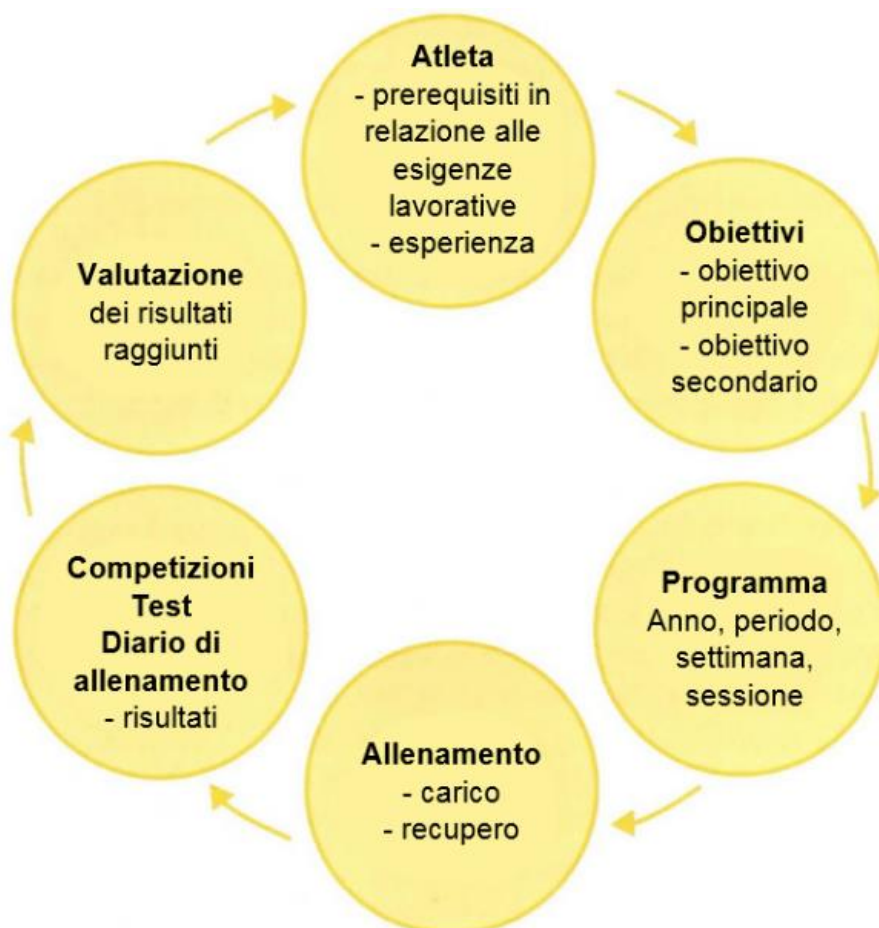 Atleta
- prerequisiti in
relazione alle
esigenze
lavorative
- esperienza
Obiettivi
- obiettivo
principale
- obiettivo
secondario
Programma
Anno, periodo,
settimana,
sessione
Allenamento
- carico
- recupero
Competizioni
Test
Diario di
allenamento
- risultati
Valutazione
dei risultati
raggiunti